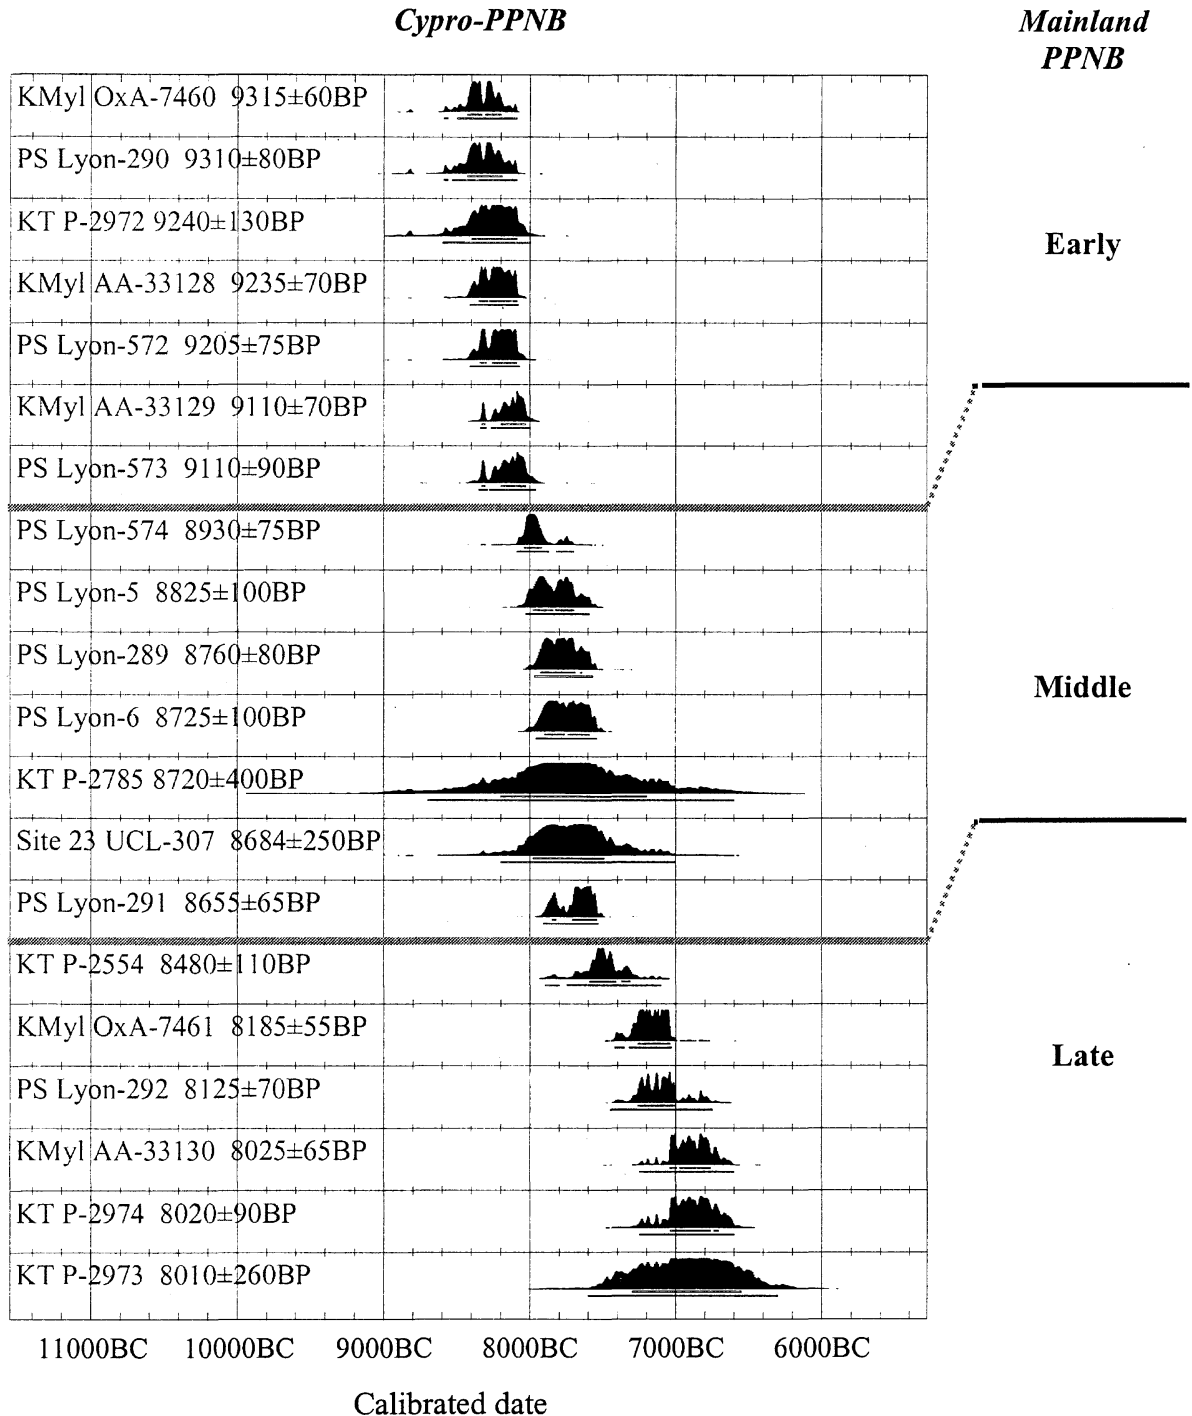 Cypro-PPNB
Mainland
PPNB
KMyl OxA-7460 9315±60BP
PS Lyon-290 9310±80BP
KT P-2972 9240±130BP
Early
KMyl AA-33128 9235±70BP
PS Lyon-572 9205±75BP
KMyl AA-33129 9110±70BP
PS Lyon-573 9110±90BP
PS Lyon-574 8930±75BP
PS Lyon-5 8825±100BP
PS Lyon-289 8760±80BP
Middle
PS Lyon-6 8725±100BP
KT P-2785 8720±400BP
Site 23 UCL-307 8684±250BP
PS Lyon-291 8655±65BP
KT P-2554 8480±110BP
KMyl OxA-7461 8185±55BP
Late
PS Lyon-292 8125±70BP
KMyl AA-33130 8025±65BP
KT P-2974 8020±90BP
KT P-2973 8010±260BP
11000BC 10000BC 9000BC 8000BC 7000BC 6000BC
Calibrated date